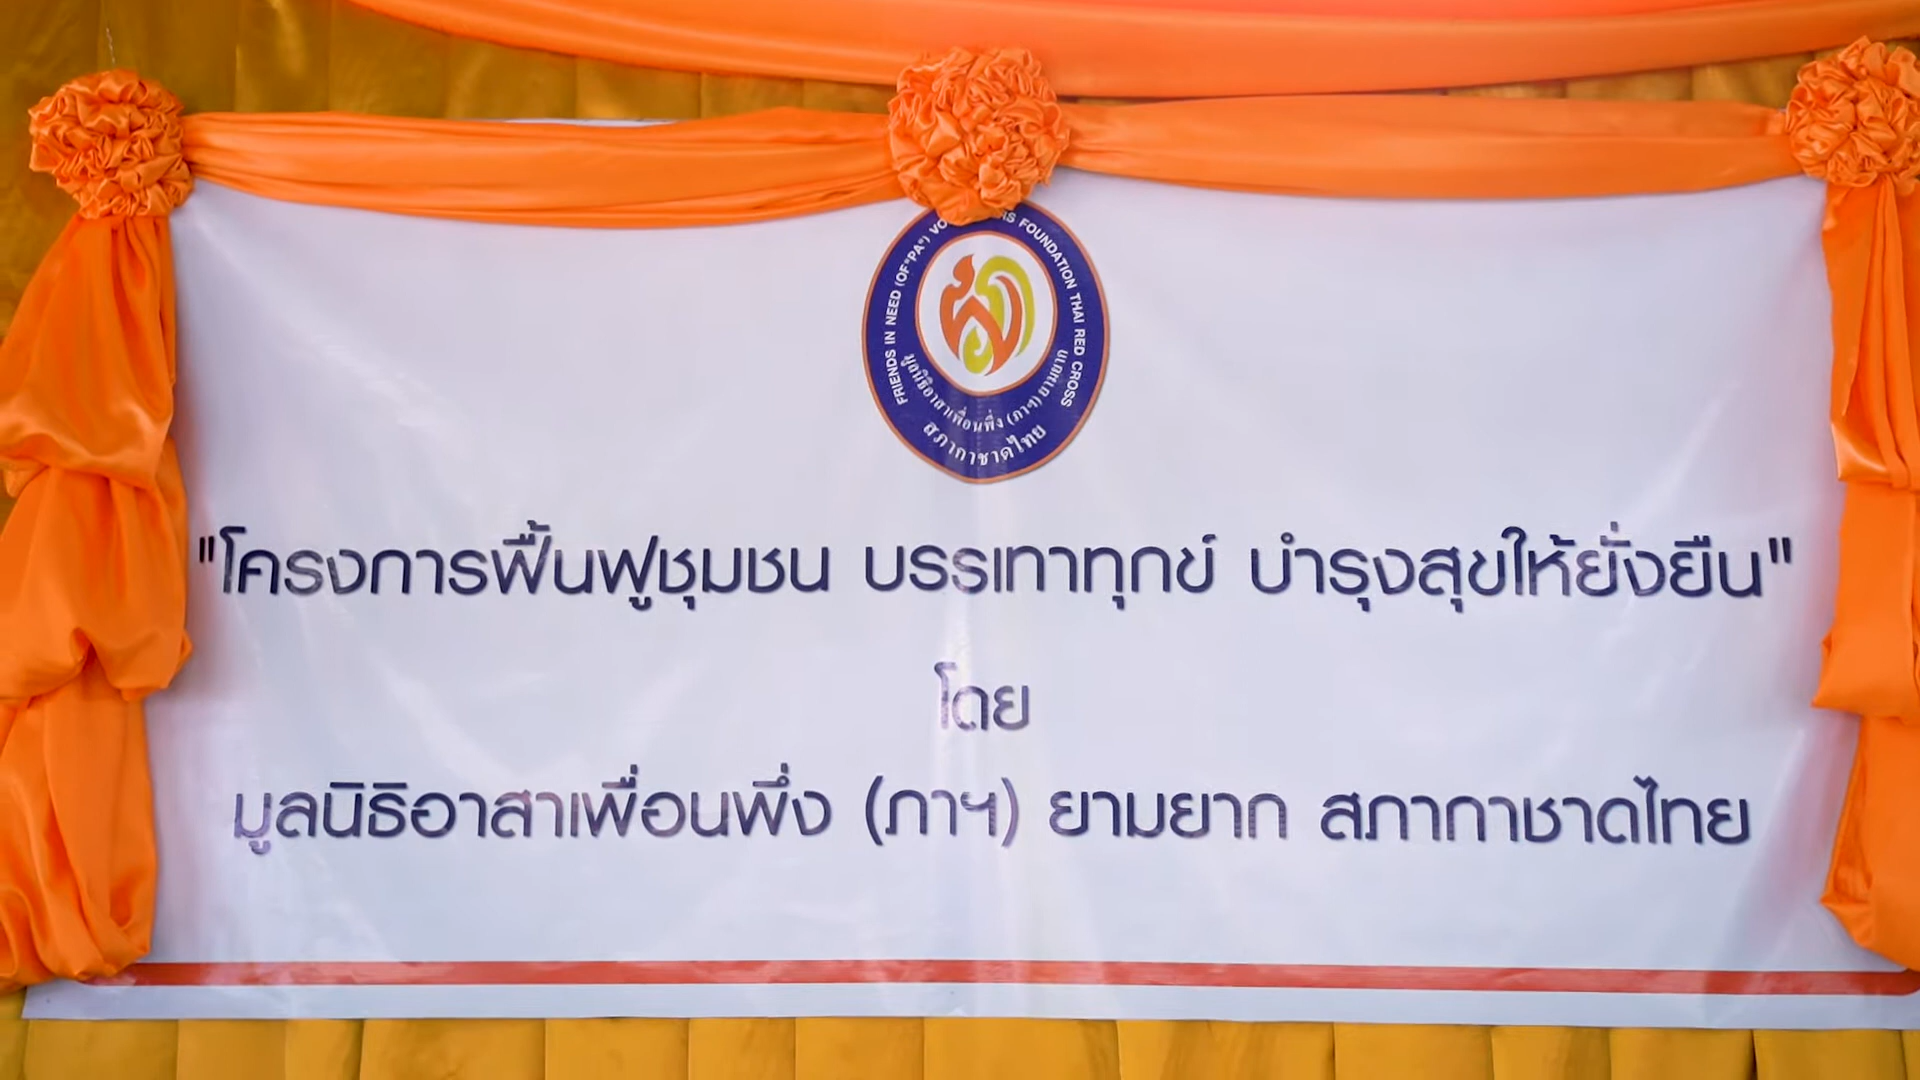 FRIENDS IN NEED (OF"PA") FOUNDATION THAI RED CROSS
มูลนิธิอาสาเพื่อนพึ่ง (ภาฯ) ยามยาก
สภากาชาดไทย
"โครงการฟื้นฟูชุมชน บรรเทาทุกข์ บำรุงสุขให้ยั่งยืน"
โดย
มูลนิธิอาสาเพื่อนพึ่ง (ภาฯ) ยามยาก สภากาชาดไทย